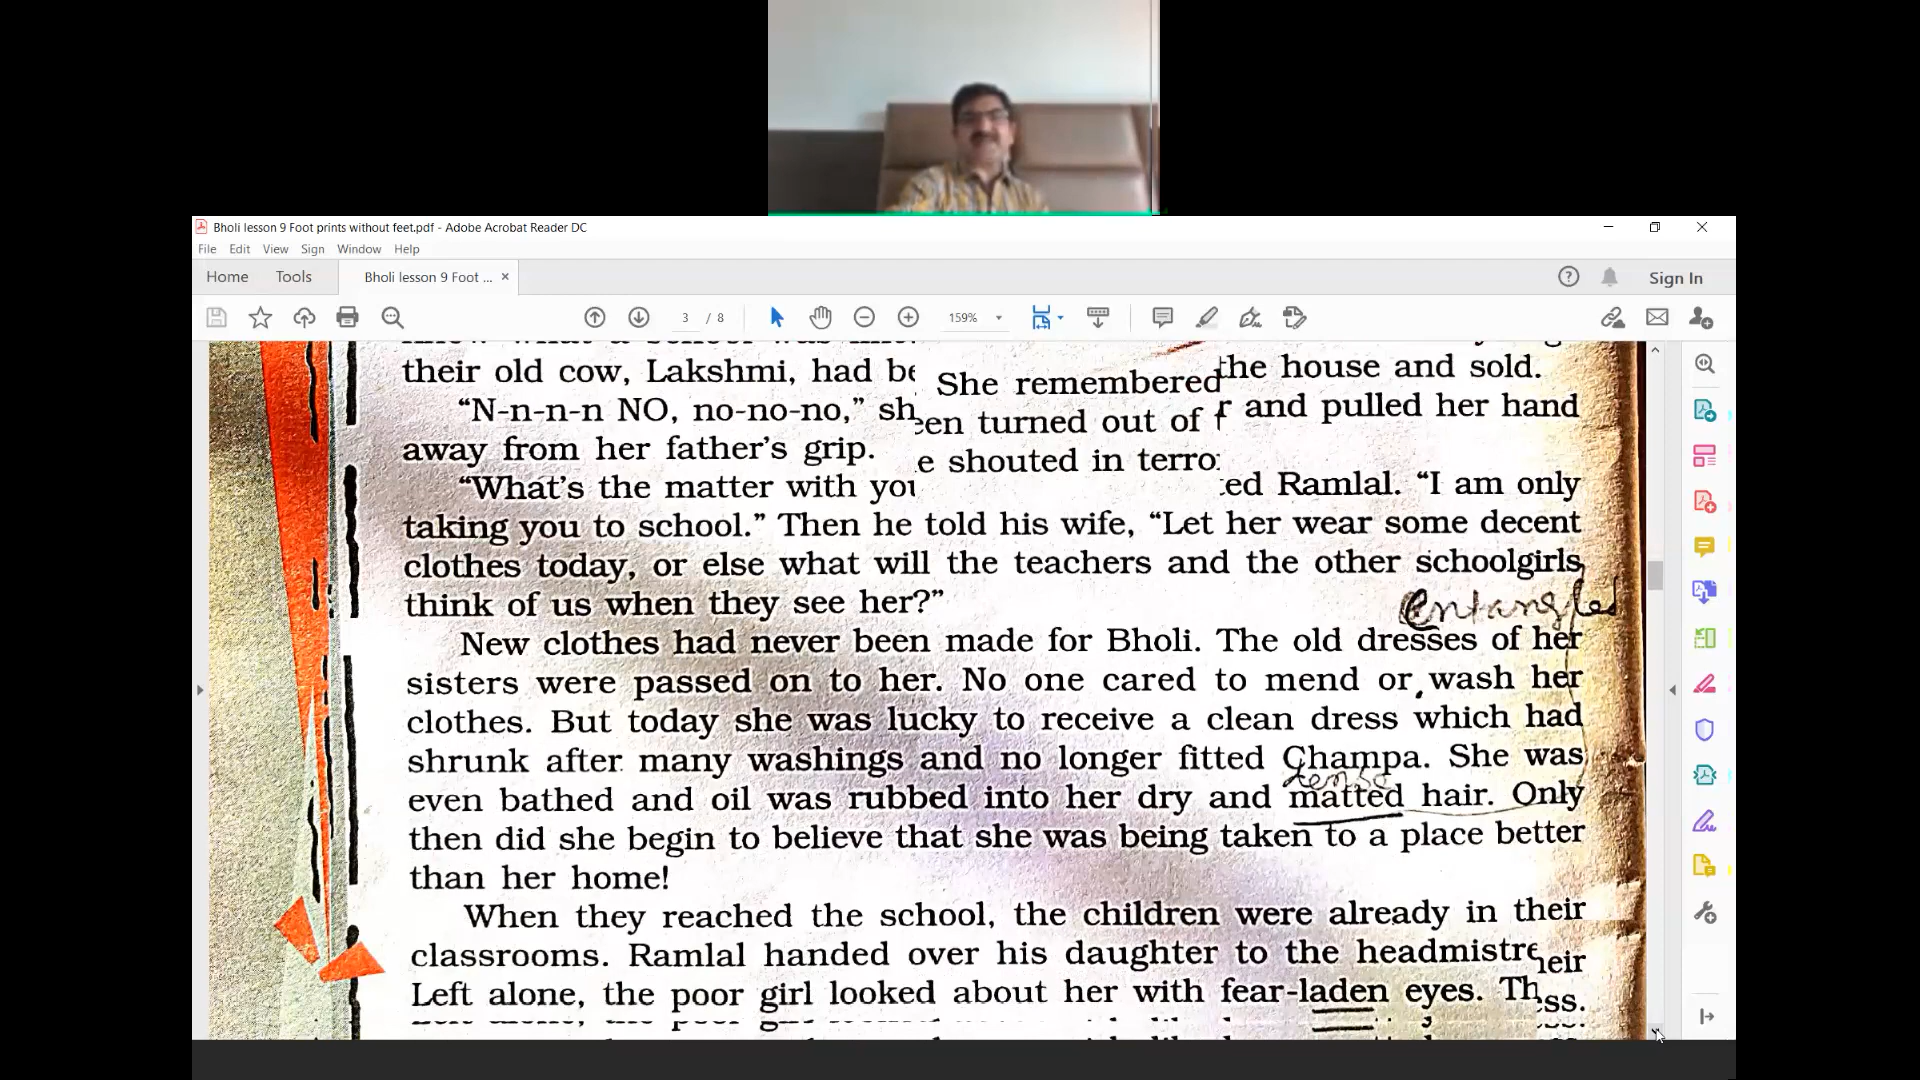 Bholi lesson 9 Foot prints without feet.pdf - Adobe Acrobat Reader DC
File Edit View Sign Window Help
Home Tools Bholi lesson 9 Foot ... × Sign In
3 / 8 159%
their old cow, Lakshmi, had be She remembered the house and sold.
“N-n-n-n NO, no-no-no,” sh een turned out of r and pulled her hand
away from her father’s grip. e shouted in terro
“What’s the matter with you ted Ramlal. “I am only
taking you to school.” Then he told his wife, “Let her wear some decent
clothes today, or else what will the teachers and the other schoolgirls
think of us when they see her?”
entangled
New clothes had never been made for Bholi. The old dresses of her
sisters were passed on to her. No one cared to mend or wash her
clothes. But today she was lucky to receive a clean dress which had
shrunk after many washings and no longer fitted Champa. She was
even bathed and oil was rubbed into her dry and matted hair. Only
then did she begin to believe that she was being taken to a place better
than her home!
When they reached the school, the children were already in their
classrooms. Ramlal handed over his daughter to the headmistre heir
Left alone, the poor girl looked about her with fear-laden eyes. Th ess.